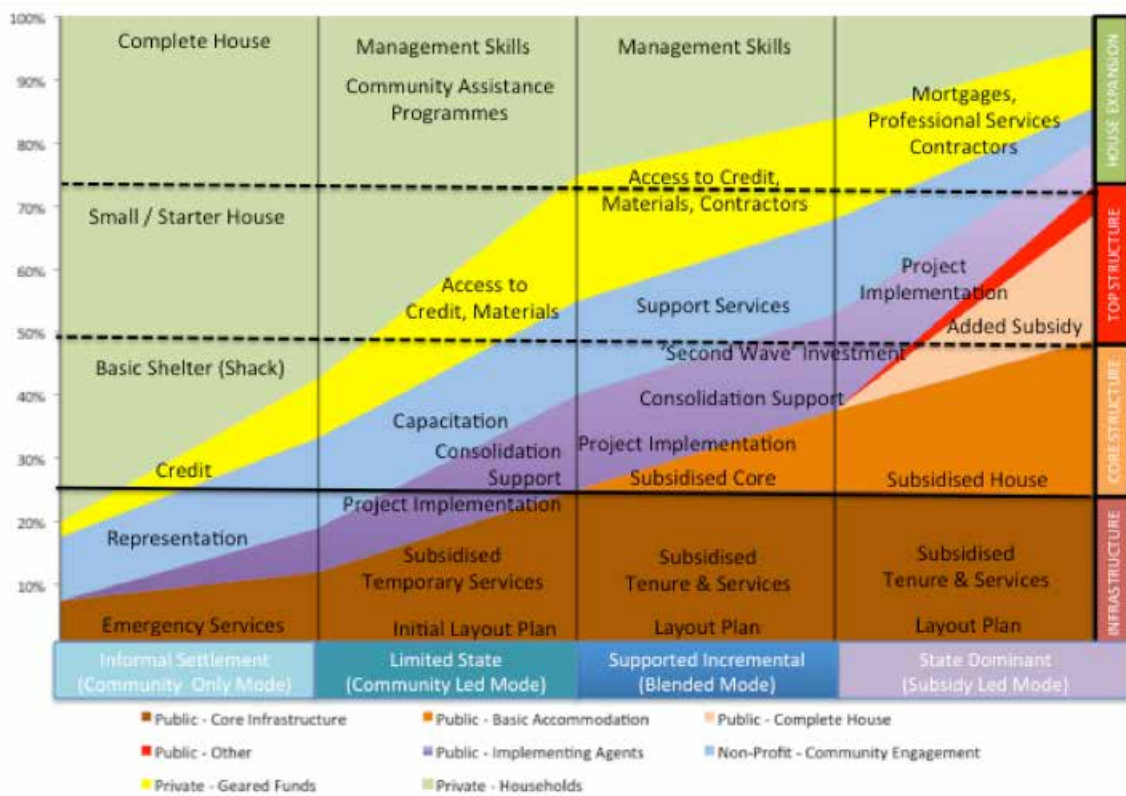 100%
90%
80%
70%
60%
50%
40%
30%
20%
10%
Complete House
Small / Starter House
Basic Shelter (Shack)
Credit
Representation
Emergency Services
Management Skills
Community Assistance
Programmes
Access to
Credit, Materials
Capacitation
Consolidation
Support
Project Implementation
Subsidised
Temporary Services
Initial Layout Plan
Management Skills
Access to Credit,
Materials, Contractors
Support Services
"Second Wave" Investment
Consolidation Support
Project Implementation
Subsidised Core
Subsidised
Tenure & Services
Layout Plan
Mortgages,
Professional Services
Contractors
Project
Implementation
Added Subsidy
Subsidised House
Subsidised
Tenure & Services
Layout Plan
HOUSE EXPANSION
TOP STRUCTURE
CORE STRUCTURE
INFRASTRUCTURE
Informal Settlement
(Community Only Mode)
Limited State
(Community Led Mode)
Supported Incremental
(Blended Mode)
State Dominant
(Subsidy Led Mode)
Public - Core Infrastructure
Public - Basic Accommodation
Public - Complete House
Public - Other
Public - Implementing Agents
Non-Profit - Community Engagement
Private - Geared Funds
Private - Households